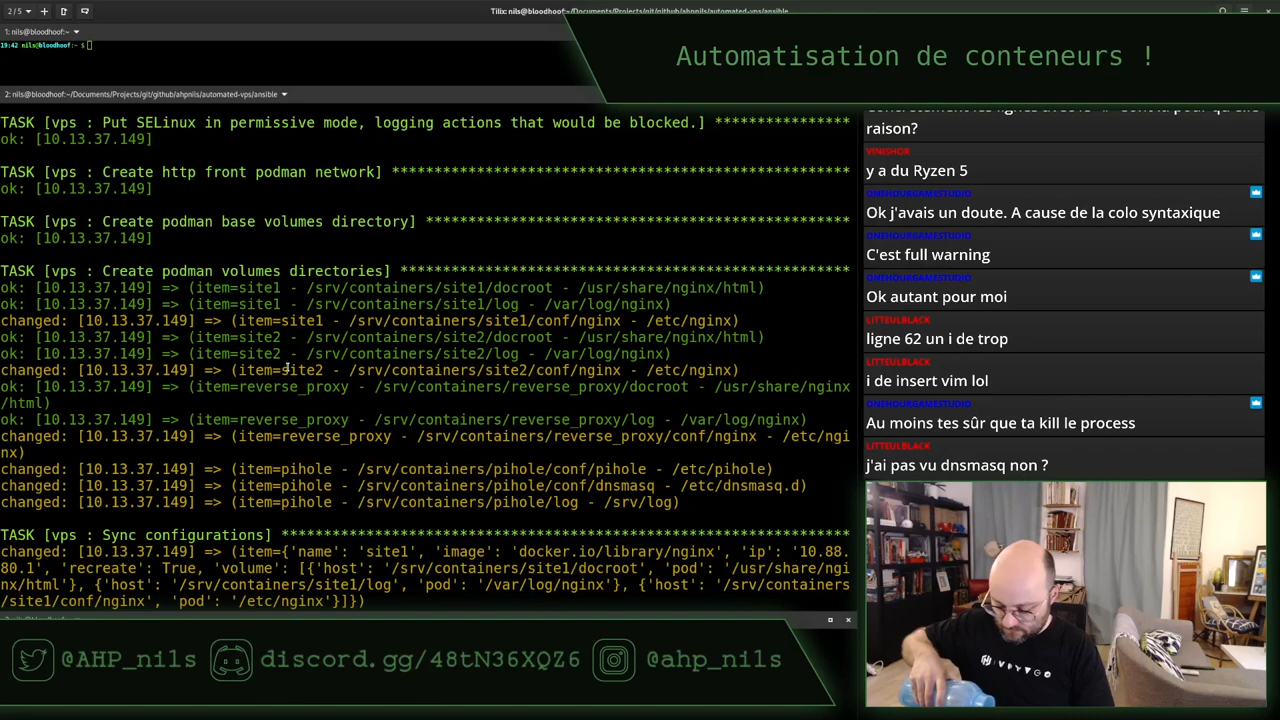 2 / 5
Tilix: nils@bloodhoof:~/Documents/Projects/git/github/ahpnils/automated-vps/ansible
1: nils@bloodhoof:~
19:42 nils@bloodhoof:~ $
Automatisation de conteneurs !
2: nils@bloodhoof:~/Documents/Projects/git/github/ahpnils/automated-vps/ansible
TASK [vps : Put SELinux in permissive mode, logging actions that would be blocked.] ****************
ok: [10.13.37.149]
TASK [vps : Create http front podman network] ******************************************************
ok: [10.13.37.149]
TASK [vps : Create podman base volumes directory] **************************************************
ok: [10.13.37.149]
TASK [vps : Create podman volumes directories] *****************************************************
ok: [10.13.37.149] => (item=site1 - /srv/containers/site1/docroot - /usr/share/nginx/html)
ok: [10.13.37.149] => (item=site1 - /srv/containers/site1/log - /var/log/nginx)
changed: [10.13.37.149] => (item=site1 - /srv/containers/site1/conf/nginx - /etc/nginx)
ok: [10.13.37.149] => (item=site2 - /srv/containers/site2/docroot - /usr/share/nginx/html)
ok: [10.13.37.149] => (item=site2 - /srv/containers/site2/log - /var/log/nginx)
changed: [10.13.37.149] => (item=site2 - /srv/containers/site2/conf/nginx - /etc/nginx)
ok: [10.13.37.149] => (item=reverse_proxy - /srv/containers/reverse_proxy/docroot - /usr/share/nginx
/html)
ok: [10.13.37.149] => (item=reverse_proxy - /srv/containers/reverse_proxy/log - /var/log/nginx)
changed: [10.13.37.149] => (item=reverse_proxy - /srv/containers/reverse_proxy/conf/nginx - /etc/ngi
nx)
changed: [10.13.37.149] => (item=pihole - /srv/containers/pihole/conf/pihole - /etc/pihole)
changed: [10.13.37.149] => (item=pihole - /srv/containers/pihole/conf/dnsmasq - /etc/dnsmasq.d)
changed: [10.13.37.149] => (item=pihole - /srv/containers/pihole/log - /srv/log)
TASK [vps : Sync configurations] *******************************************************************
changed: [10.13.37.149] => (item={'name': 'site1', 'image': 'docker.io/library/nginx', 'ip': '10.88.
80.1', 'recreate': True, 'volume': [{'host': '/srv/containers/site1/docroot', 'pod': '/usr/share/ngi
nx/html'}, {'host': '/srv/containers/site1/log', 'pod': '/var/log/nginx'}, {'host': '/srv/containers
/site1/conf/nginx', 'pod': '/etc/nginx'}]})
raison?
VINISHOR
y a du Ryzen 5
ONEHOURGAMESTUDIO
Ok j'avais un doute. A cause de la colo syntaxique
ONEHOURGAMESTUDIO
C'est full warning
ONEHOURGAMESTUDIO
Ok autant pour moi
LITTEULBLACK
ligne 62 un i de trop
LITTEULBLACK
i de insert vim lol
ONEHOURGAMESTUDIO
Au moins tes sûr que ta kill le process
LITTEULBLACK
j'ai pas vu dnsmasq non ?
@AHP_nils
discord.gg/48tN36XQZ6
@ahp_nils